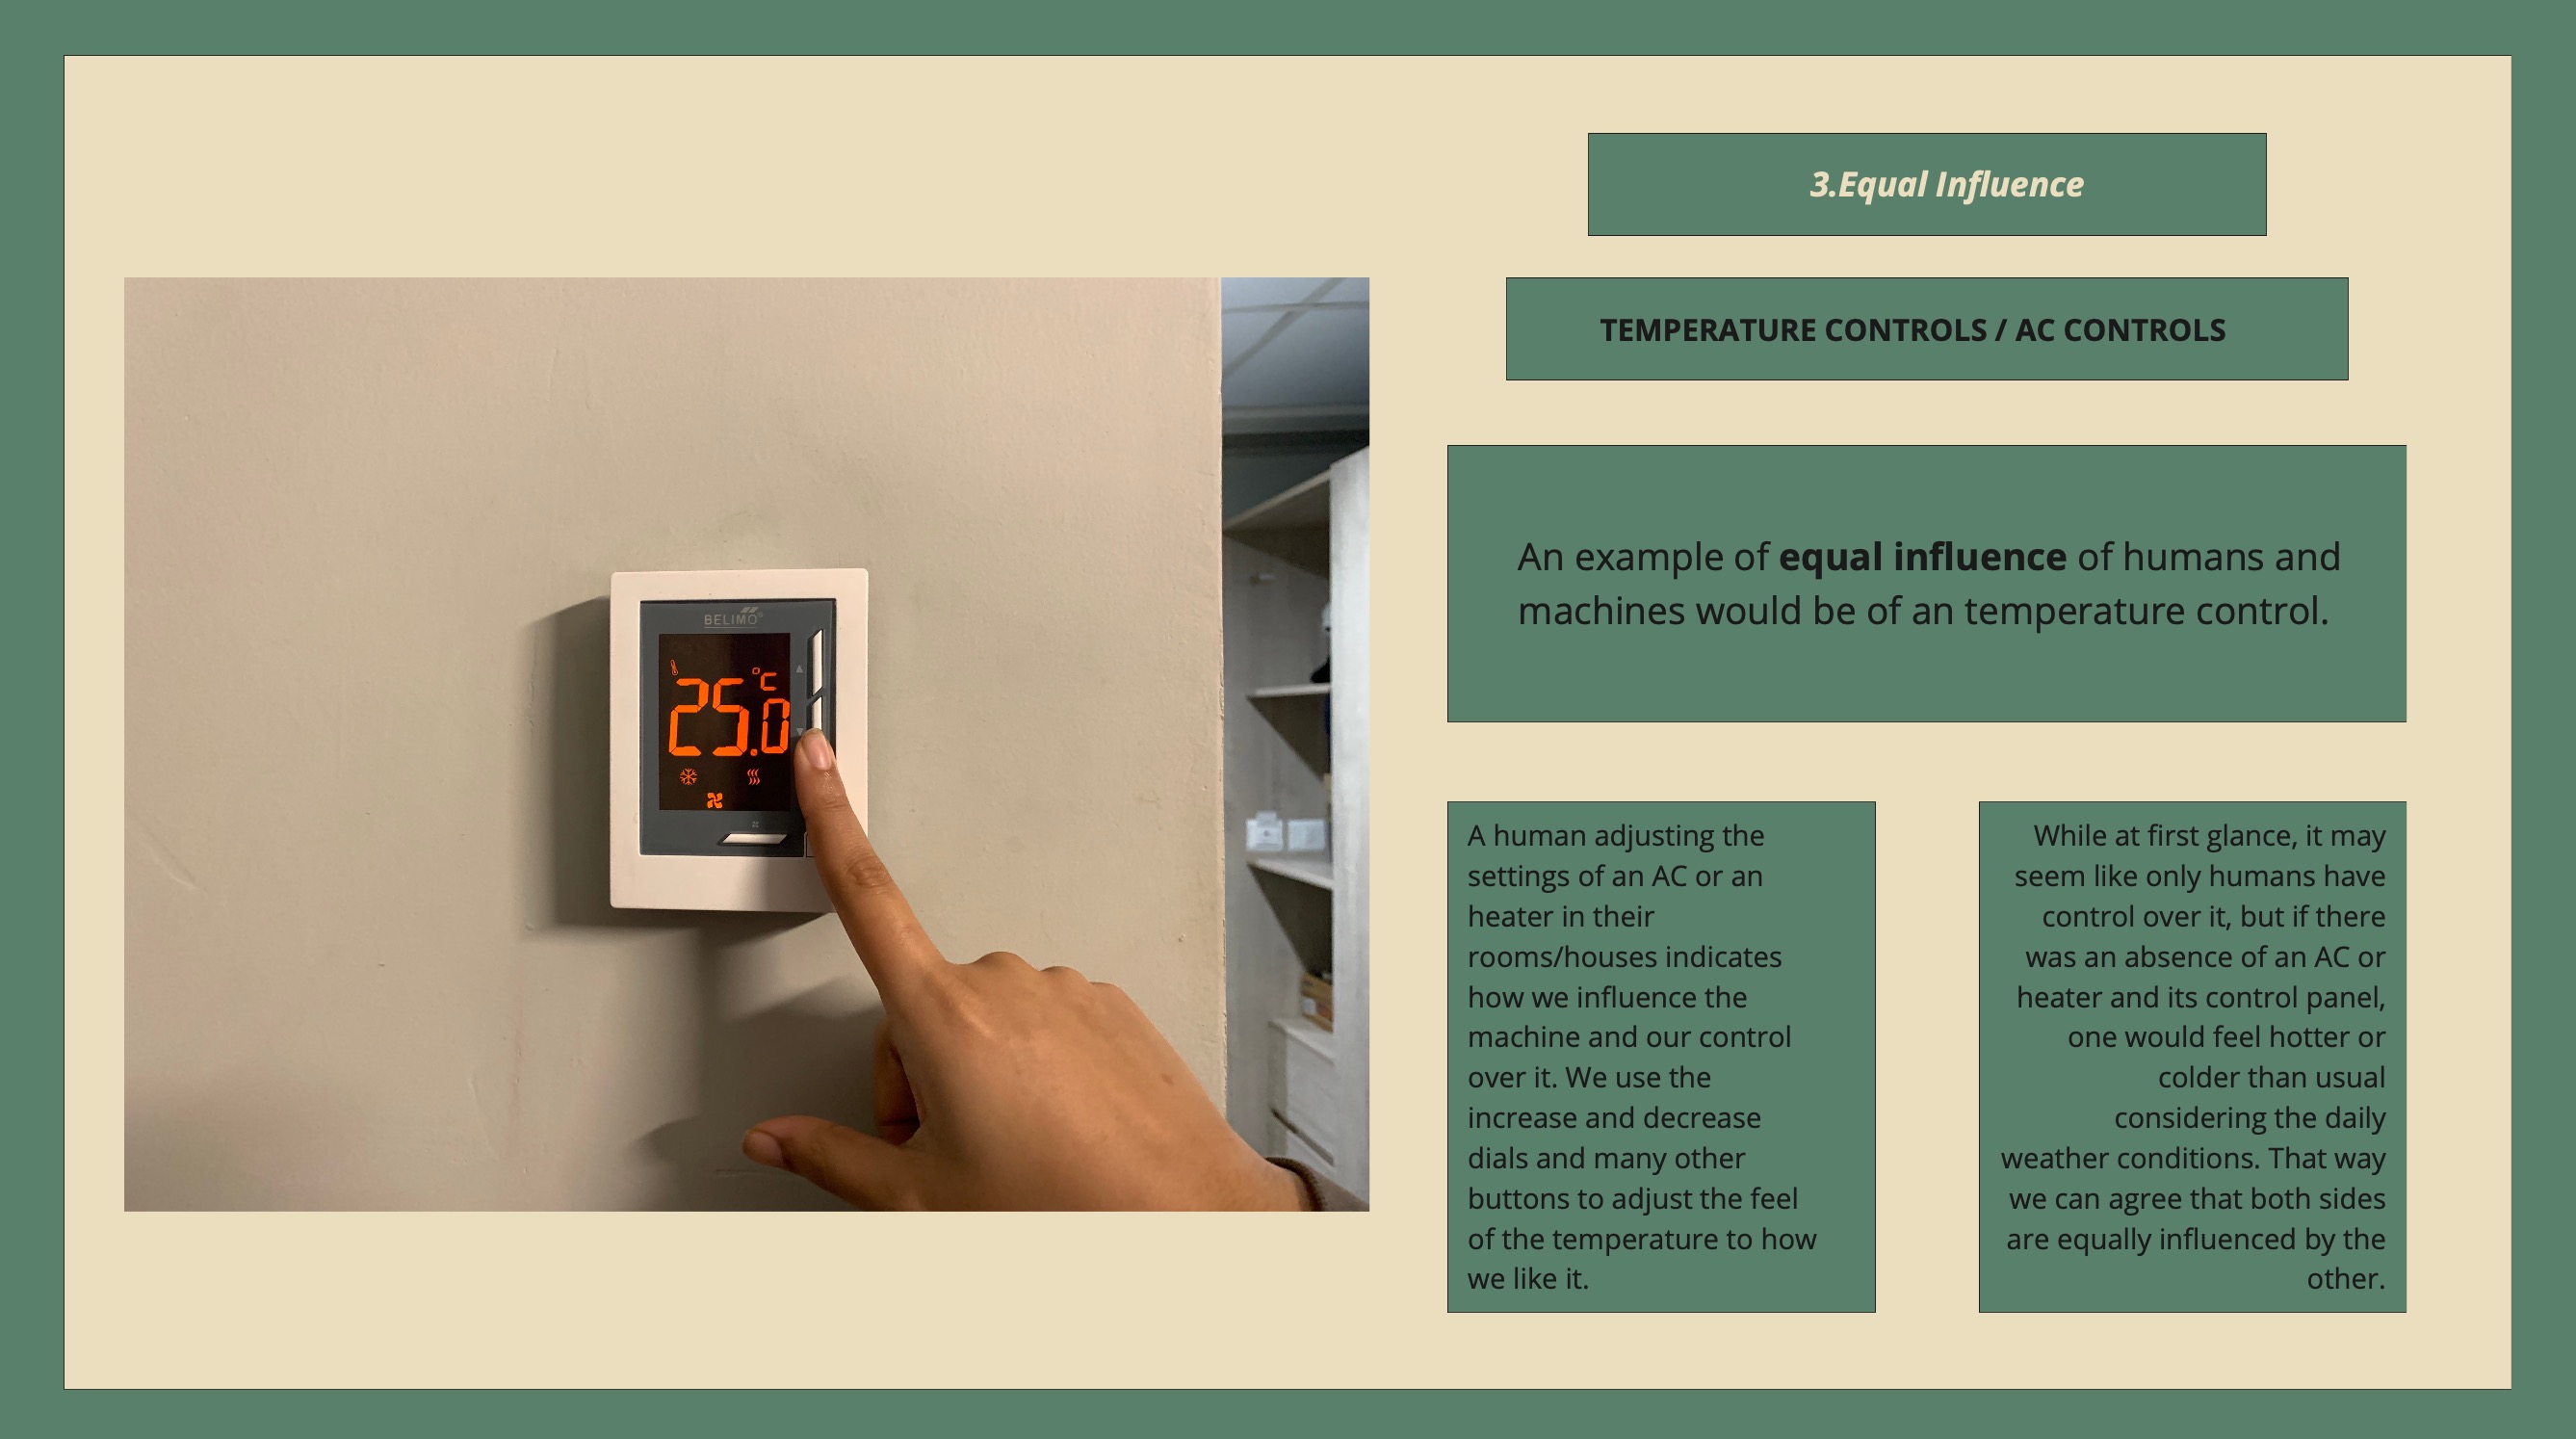 3.Equal Influence
TEMPERATURE CONTROLS / AC CONTROLS
An example of equal influence of humans and
machines would be of an temperature control.
BELIMO®
°C
25.0
A human adjusting the
settings of an AC or an
heater in their
rooms/houses indicates
how we influence the
machine and our control
over it. We use the
increase and decrease
dials and many other
buttons to adjust the feel
of the temperature to how
we like it.
While at first glance, it may
seem like only humans have
control over it, but if there
was an absence of an AC or
heater and its control panel,
one would feel hotter or
colder than usual
considering the daily
weather conditions. That way
we can agree that both sides
are equally influenced by the
other.